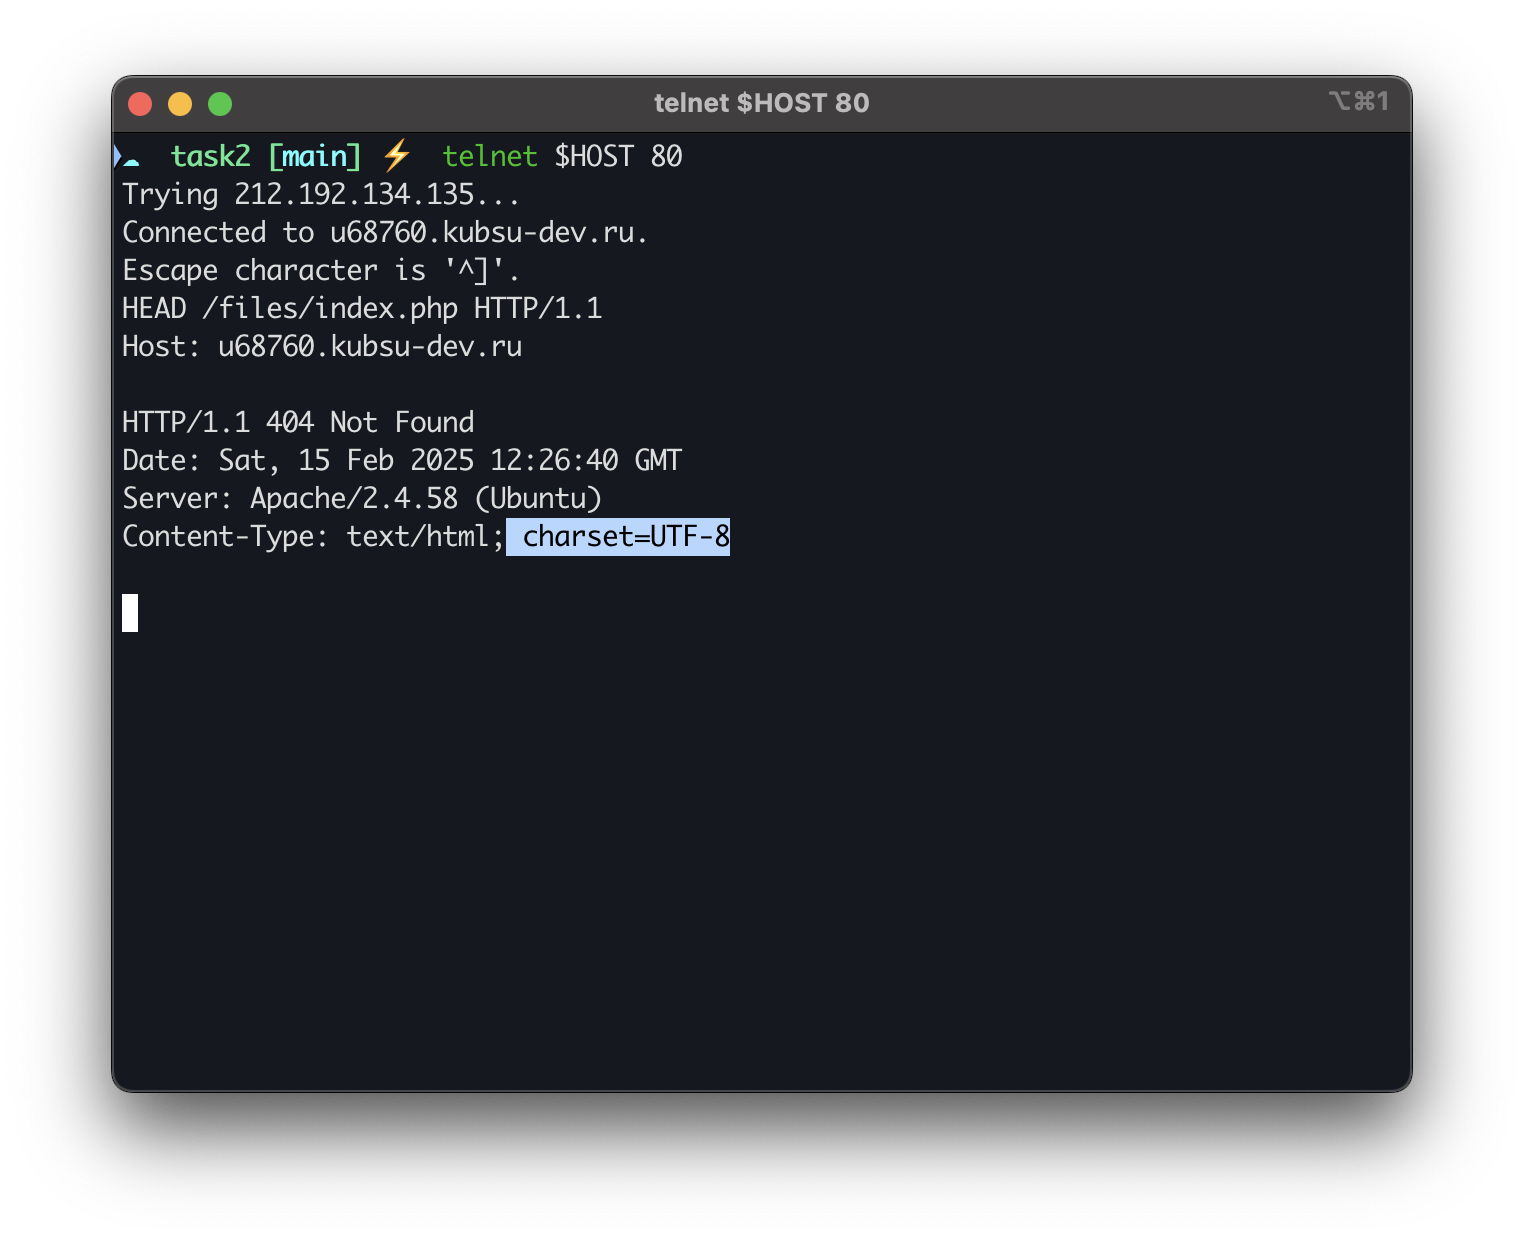 telnet $HOST 80
⌥⌘1
task2 [main] ⚡ telnet $HOST 80
Trying 212.192.134.135...
Connected to u68760.kubsu-dev.ru.
Escape character is '^]'.
HEAD /files/index.php HTTP/1.1
Host: u68760.kubsu-dev.ru
HTTP/1.1 404 Not Found
Date: Sat, 15 Feb 2025 12:26:40 GMT
Server: Apache/2.4.58 (Ubuntu)
Content-Type: text/html; charset=UTF-8